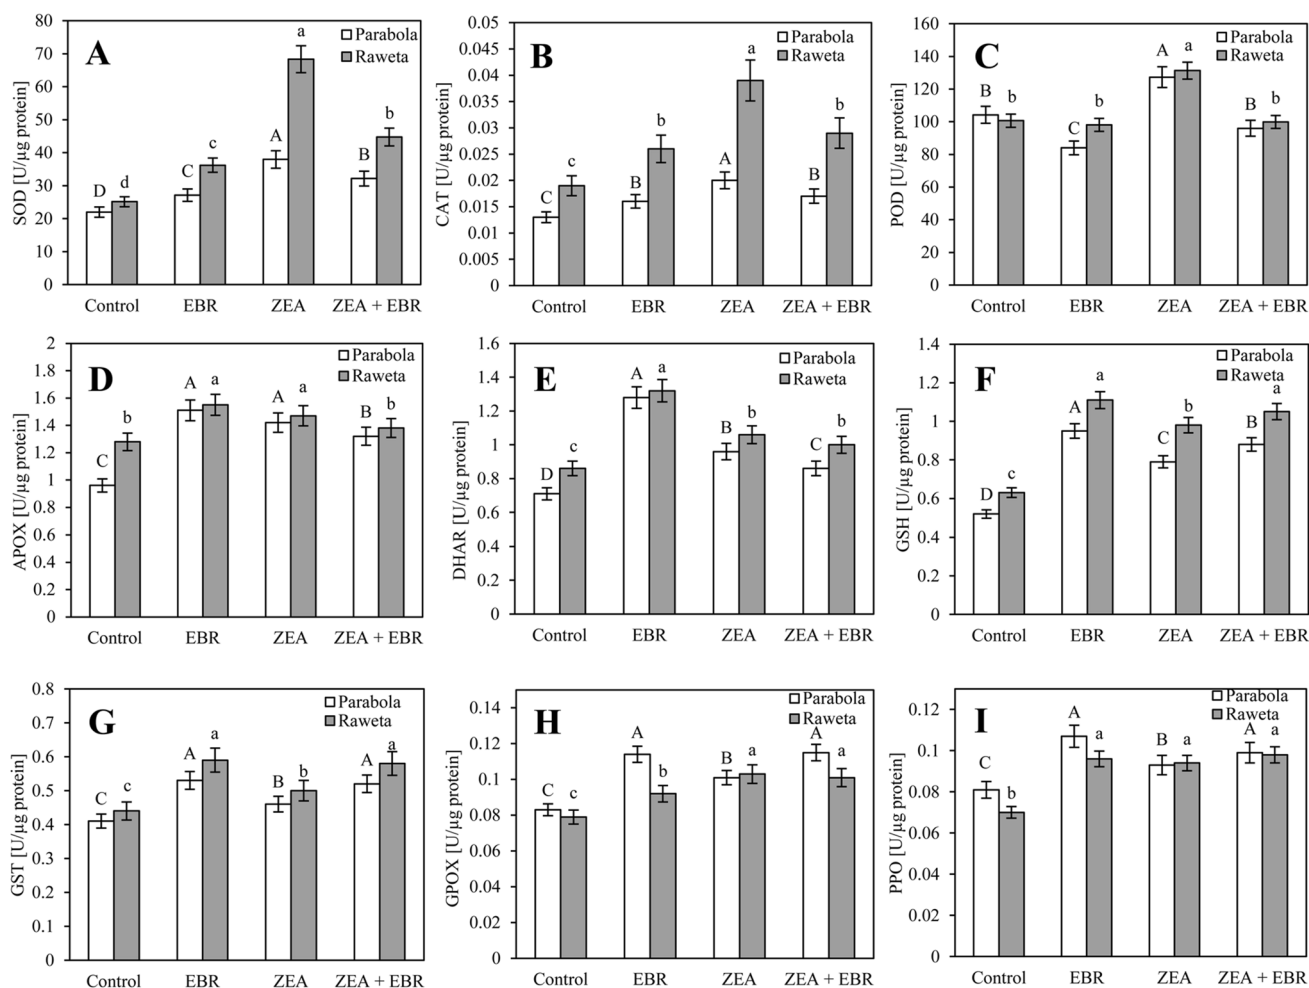 A
SOD [U/µg protein]
80
70
60
50
40
30
20
10
0
Parabola
Raweta
D
d
C
c
A
a
B
b
Control
EBR
ZEA
ZEA + EBR
B
CAT [U/µg protein]
0.05
0.045
0.04
0.035
0.03
0.025
0.02
0.015
0.01
0.005
0
Parabola
Raweta
C
c
B
b
A
a
B
b
Control
EBR
ZEA
ZEA + EBR
C
POD [U/µg protein]
160
140
120
100
80
60
40
20
0
Parabola
Raweta
B
b
C
b
A
a
B
b
Control
EBR
ZEA
ZEA + EBR
D
APOX [U/µg protein]
2
1.8
1.6
1.4
1.2
1
0.8
0.6
0.4
0.2
0
Parabola
Raweta
C
b
A
a
A
a
B
b
Control
EBR
ZEA
ZEA + EBR
E
DHAR [U/µg protein]
1.6
1.4
1.2
1
0.8
0.6
0.4
0.2
0
Parabola
Raweta
D
c
A
a
B
b
C
b
Control
EBR
ZEA
ZEA + EBR
F
GSH [U/µg protein]
1.4
1.2
1
0.8
0.6
0.4
0.2
0
Parabola
Raweta
D
c
A
a
C
b
B
a
Control
EBR
ZEA
ZEA + EBR
G
GST [U/µg protein]
0.8
0.7
0.6
0.5
0.4
0.3
0.2
0.1
0
Parabola
Raweta
C
c
A
a
B
b
A
a
Control
EBR
ZEA
ZEA + EBR
H
GPOX [U/µg protein]
0.14
0.12
0.1
0.08
0.06
0.04
0.02
0
Parabola
Raweta
C
c
A
b
B
a
A
a
Control
EBR
ZEA
ZEA + EBR
I
PPO [U/µg protein]
0.12
0.1
0.08
0.06
0.04
0.02
0
Parabola
Raweta
C
b
A
a
B
a
A
a
Control
EBR
ZEA
ZEA + EBR